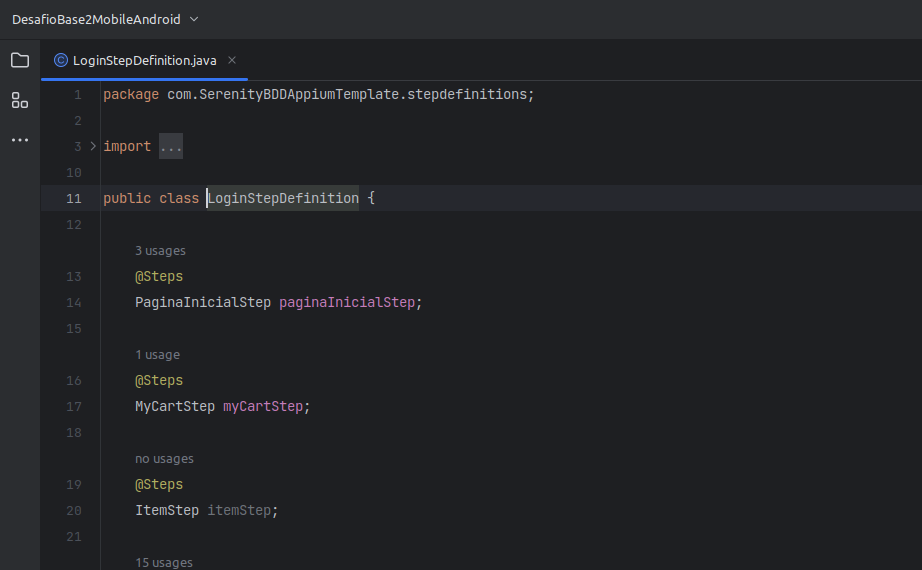 DesafioBase2MobileAndroid
LoginStepDefinition.java
1 package com.SerenityBDDAppiumTemplate.stepdefinitions;
2
3 import ...
10
11 public class LoginStepDefinition {
12
3 usages
13 @Steps
14 PaginaInicialStep paginaInicialStep;
15
1 usage
16 @Steps
17 MyCartStep myCartStep;
18
no usages
19 @Steps
20 ItemStep itemStep;
21
15 usages